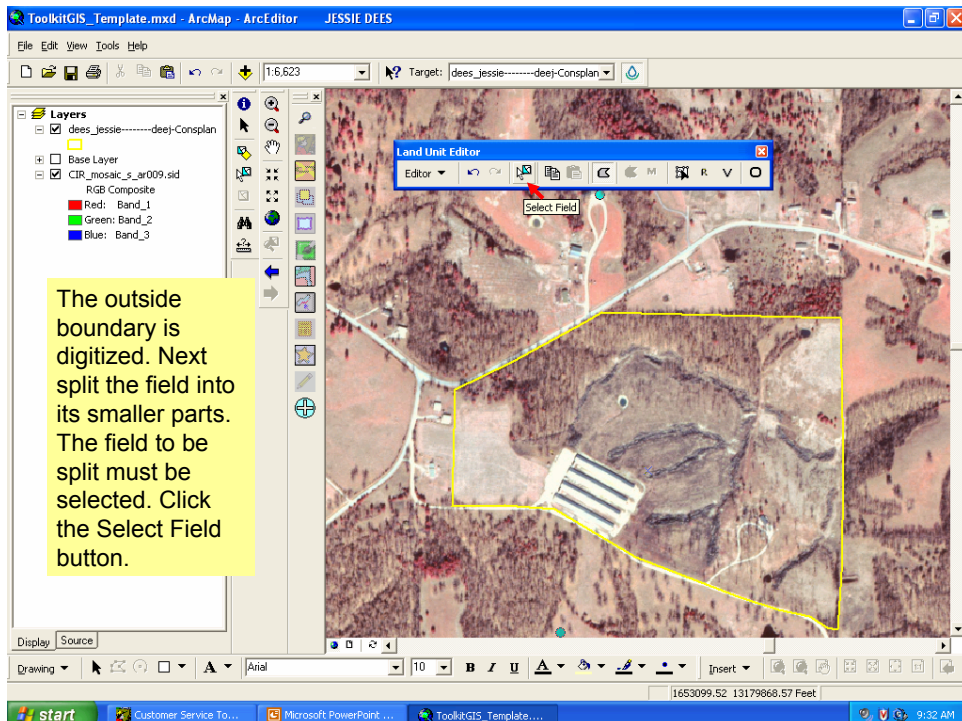 ToolkitGIS_Template.mxd - ArcMap - ArcEditor JESSIE DEES
File Edit View Tools Help
1:6,623
Target: dees_jessie--------deej-Consplan
Layers
dees_jessie--------deej-Consplan
Base Layer
CIR_mosaic_s_ar009.sid
RGB Composite
Red: Band_1
Green: Band_2
Blue: Band_3
Land Unit Editor
Editor
M
R
V
Select Field
The outside
boundary is
digitized. Next
split the field into
its smaller parts.
The field to be
split must be
selected. Click
the Select Field
button.
Display Source
Drawing
A
Arial
10
B I U A
Insert
1653099.52 13179868.57 Feet
start
Customer Service To...
Microsoft PowerPoint ...
ToolkitGIS_Template....
9:32 AM